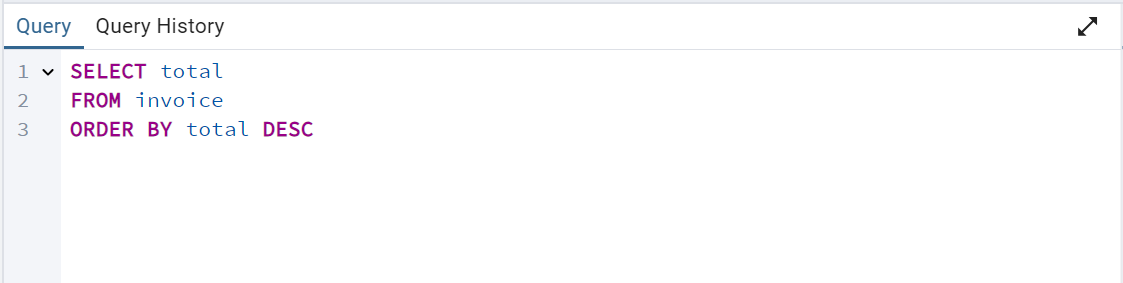 Query Query History
1 SELECT total
2 FROM invoice
3 ORDER BY total DESC